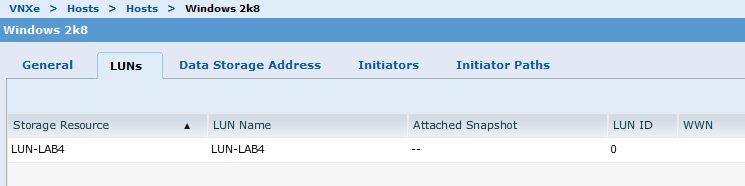 VNXe > Hosts > Hosts > Windows 2k8
Windows 2k8
General LUNs Data Storage Address Initiators Initiator Paths
Storage Resource ▲ LUN Name Attached Snapshot LUN ID WWN
LUN-LAB4 LUN-LAB4 -- 0